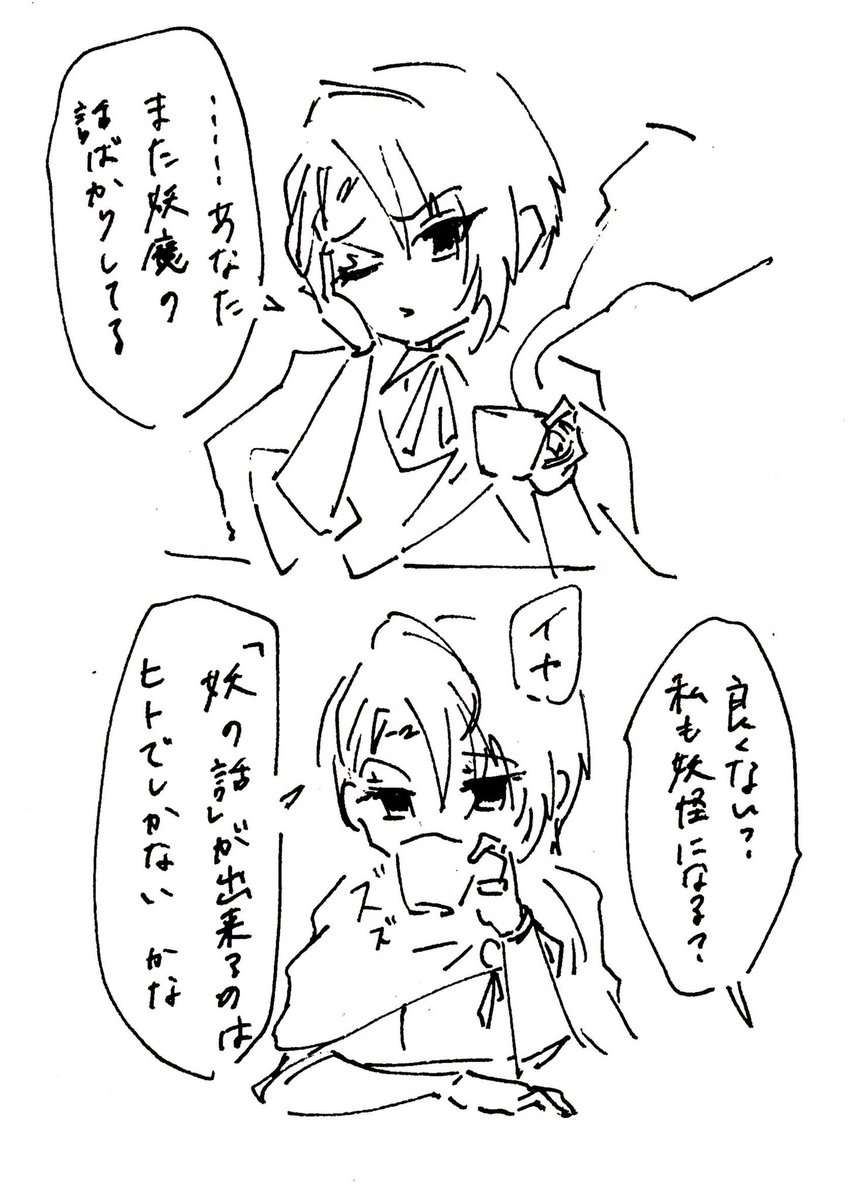 ……あなた
また妖魔の
話ばかりしてる
良くない?
私も妖怪になる?
イヤ
「妖の話」が出来るのは
ヒトでしかない かな
ズズ